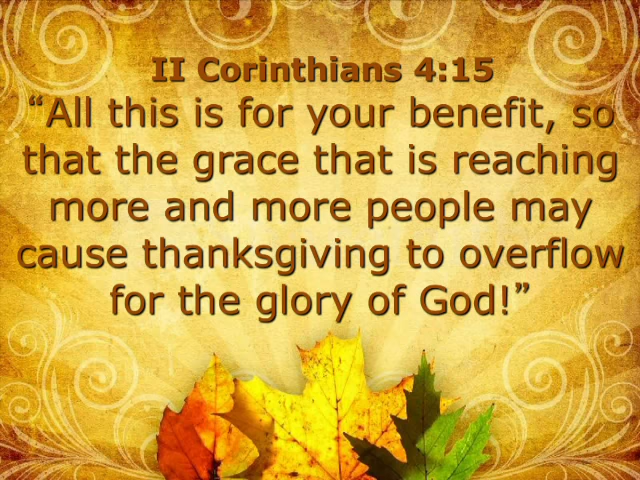 II Corinthians 4:15
“All this is for your benefit, so
that the grace that is reaching
more and more people may
cause thanksgiving to overflow
for the glory of God!”